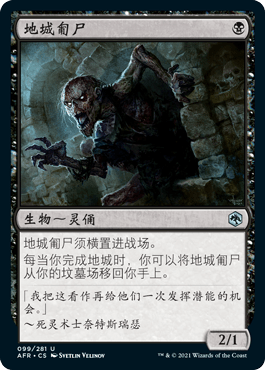 地城匍尸
生物～灵俑
地城匍尸须横置进战场。
每当你完成地城时，你可以将地城匍尸
从你的坟墓场移回你手上。
「我把这看作再给他们一次发挥潜能的
机会。」
～死灵术士奈特斯瑞瑟
2/1
099/281 U
AFR • CS SVETLIN VELINOV
™ & © 2021 Wizards of the Coast